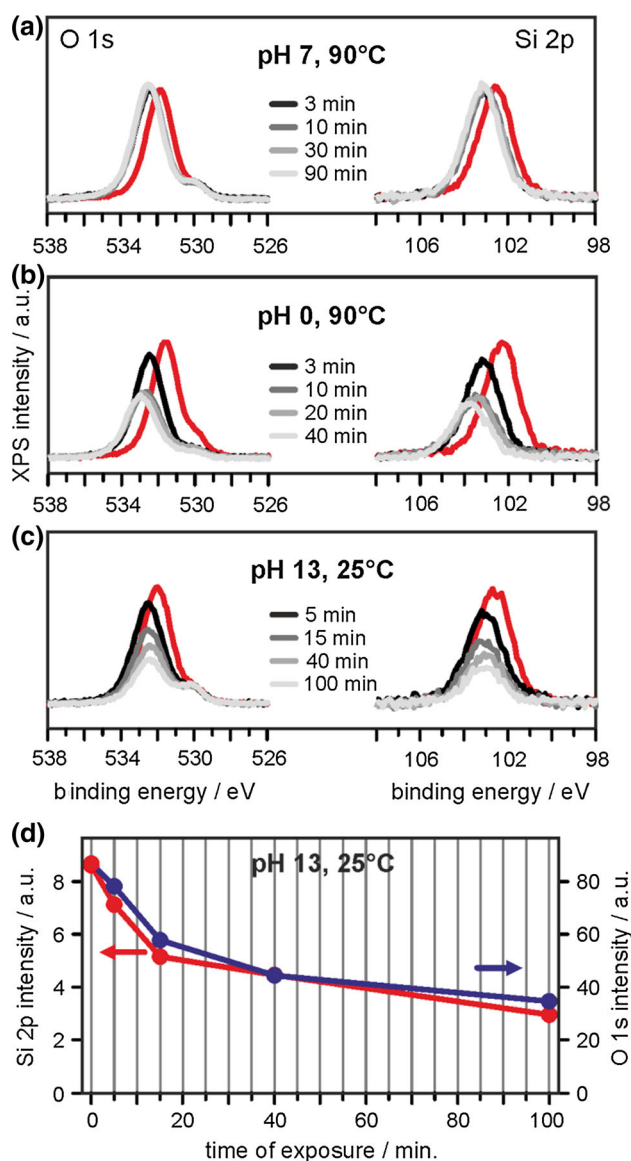 (a) O 1s pH 7, 90°C Si 2p
3 min
10 min
30 min
90 min
538 534 530 526 106 102 98
(b) pH 0, 90°C
3 min
10 min
20 min
40 min
538 534 530 526 106 102 98
(c) pH 13, 25°C
5 min
15 min
40 min
100 min
538 534 530 526 106 102 98
XPS intensity / a.u.
binding energy / eV binding energy / eV
(d) pH 13, 25°C
Si 2p intensity / a.u.
8 6 4 2 0
80 60 40 20 0
O 1s intensity / a.u.
0 20 40 60 80 100
time of exposure / min.